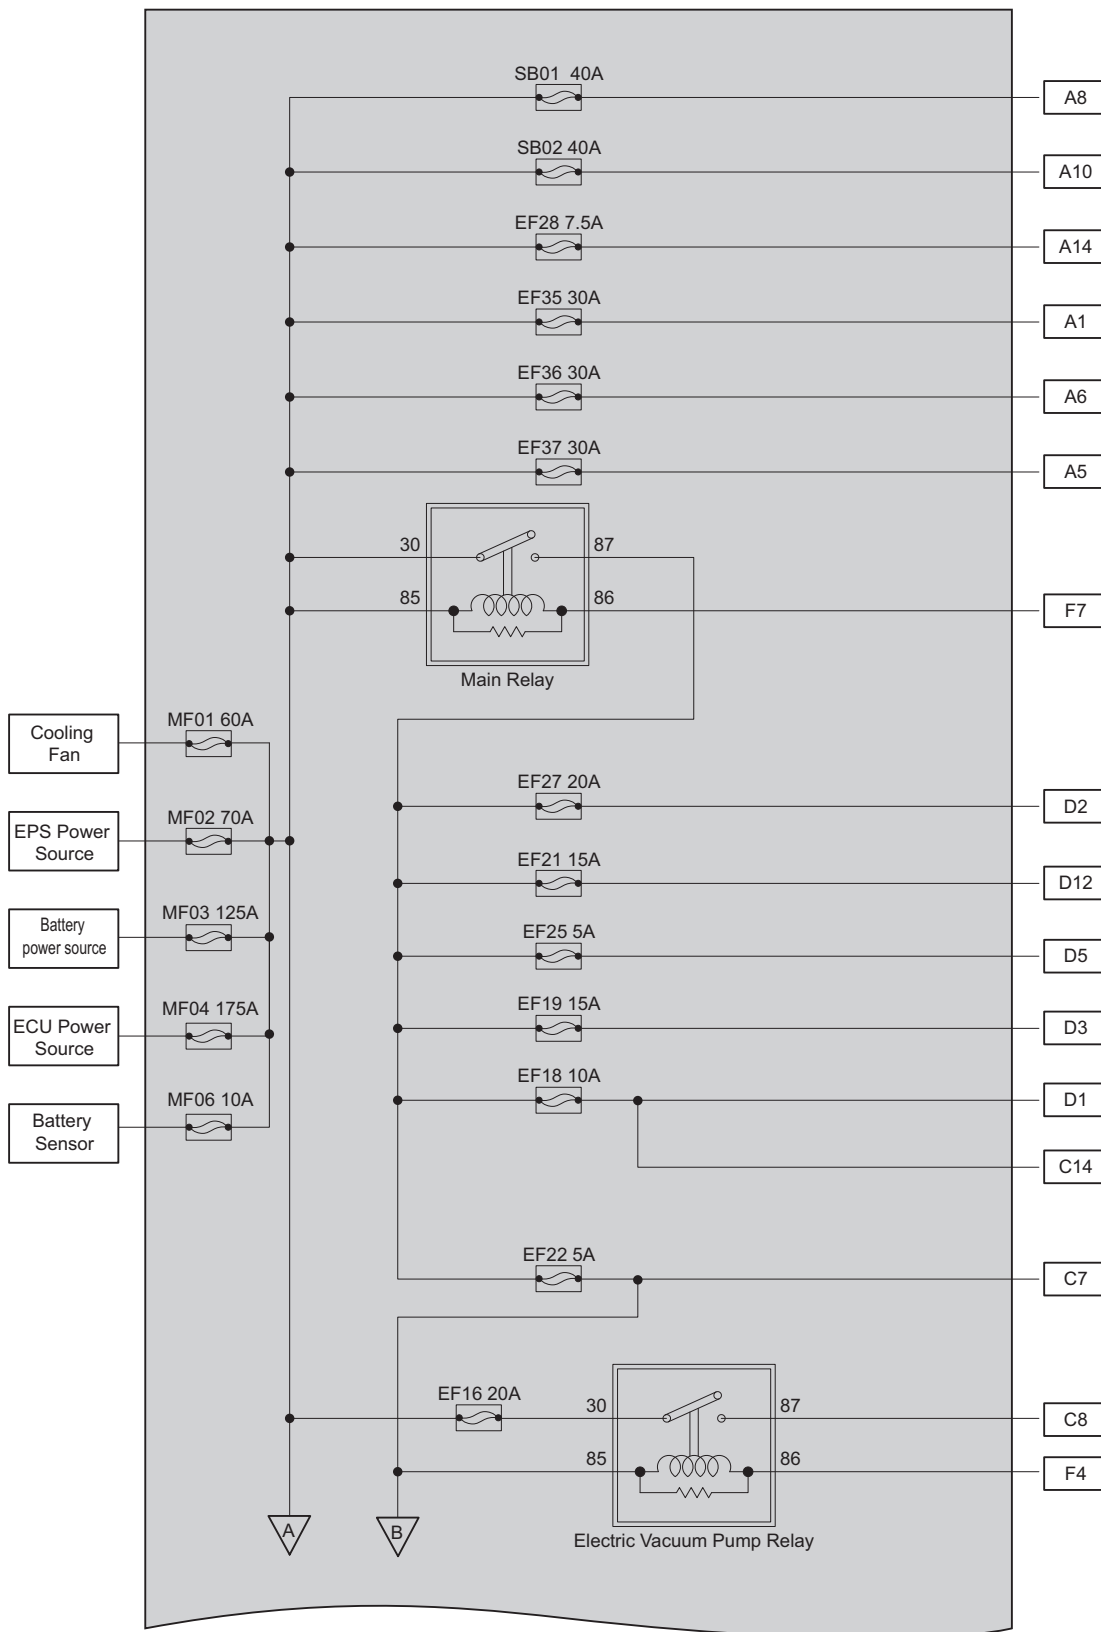 SB01 40A
A8
SB02 40A
A10
EF28 7.5A
A14
EF35 30A
A1
EF36 30A
A6
EF37 30A
A5
30
87
85
86
F7
Main Relay
Cooling
Fan
MF01 60A
EPS Power
Source
MF02 70A
Battery
power source
MF03 125A
ECU Power
Source
MF04 175A
Battery
Sensor
MF06 10A
EF27 20A
D2
EF21 15A
D12
EF25 5A
D5
EF19 15A
D3
EF18 10A
D1
C14
EF22 5A
C7
EF16 20A
30
87
C8
85
86
F4
Electric Vacuum Pump Relay
A
B